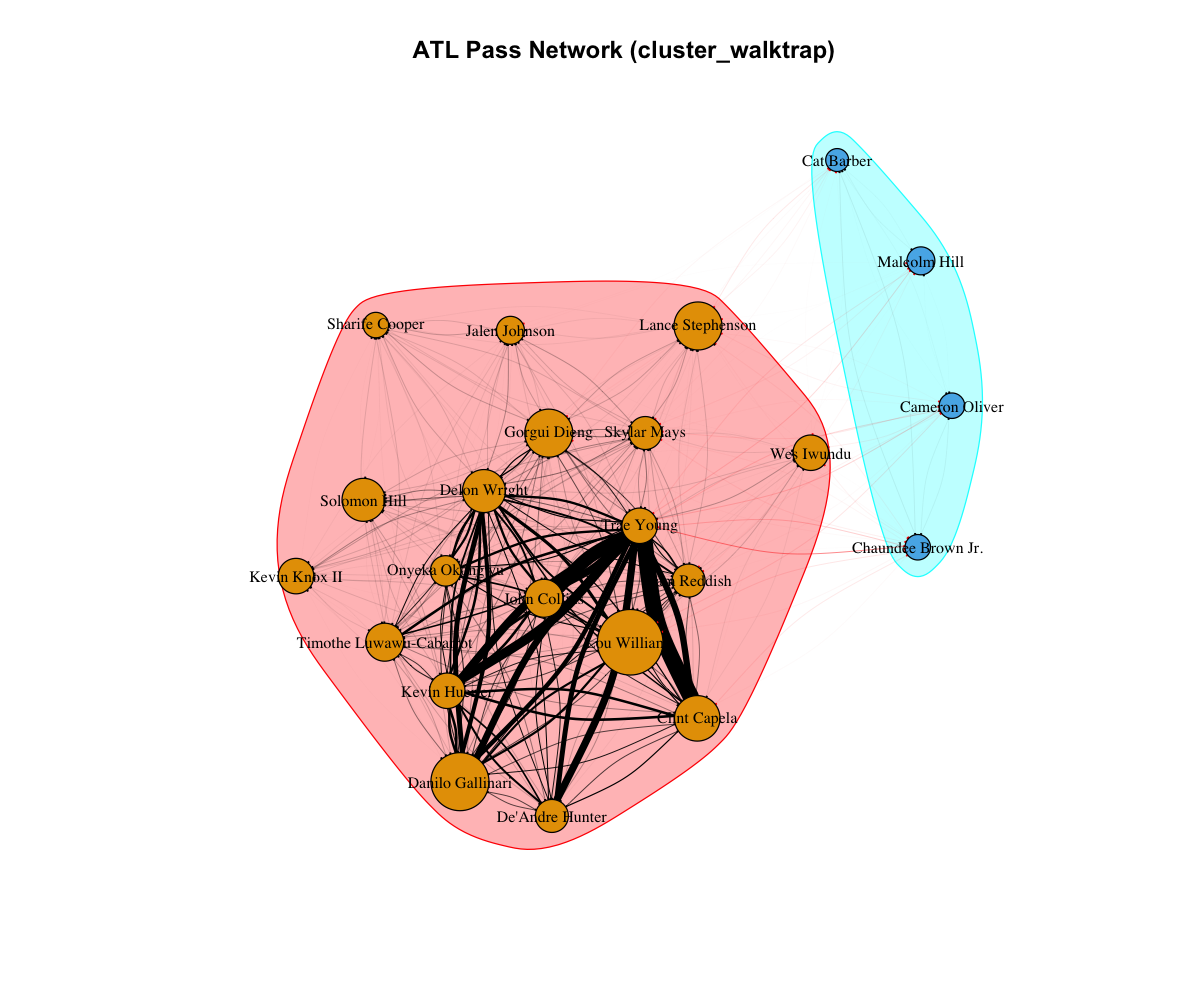 ATL Pass Network (cluster_walktrap)
Cat Barber
Malcolm Hill
Sharife Cooper
Jalen Johnson
Lance Stephenson
Cameron Oliver
Gorgui Dieng
Skylar Mays
Wes Iwundu
Delon Wright
Solomon Hill
Trae Young
Chaundee Brown Jr.
Kevin Knox II
Onyeka Okongwu
Reddish
John Collins
Timothe Luwawu-Cabarrot
Lou Williams
Kevin Huerter
Clint Capela
Danilo Gallinari
De'Andre Hunter